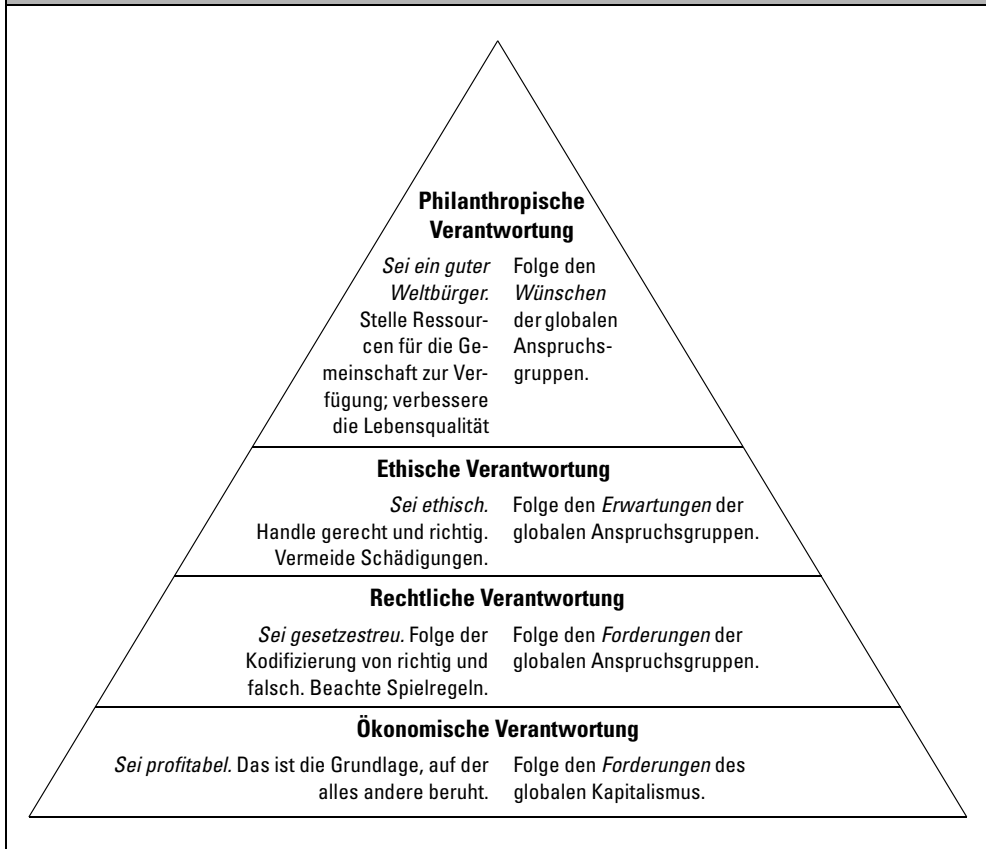 Philanthropische
Verantwortung
Sei ein guter
Weltbürger.
Stelle Ressour-
cen für die Ge-
meinschaft zur Ver-
fügung; verbessere
die Lebensqualität
Folge den
Wünschen
der globalen
Anspruchs-
gruppen.
Ethische Verantwortung
Sei ethisch.
Handle gerecht und richtig.
Vermeide Schädigungen.
Folge den Erwartungen der
globalen Anspruchsgruppen.
Rechtliche Verantwortung
Sei gesetzestreu. Folge der
Kodifizierung von richtig und
falsch. Beachte Spielregeln.
Folge den Forderungen der
globalen Anspruchsgruppen.
Ökonomische Verantwortung
Sei profitabel. Das ist die Grundlage, auf der
alles andere beruht.
Folge den Forderungen des
globalen Kapitalismus.